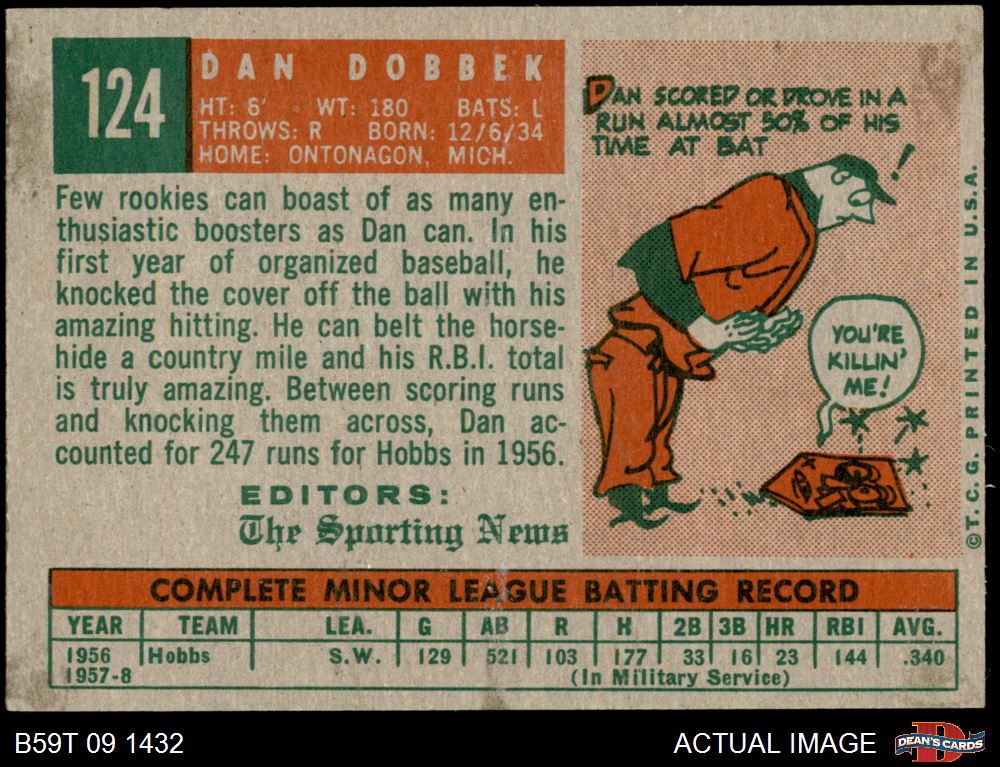 124
DAN DOBBEK
HT: 6' WT: 180 BATS: L
THROWS: R BORN: 12/6/34
HOME: ONTONAGON, MICH.
Few rookies can boast of as many en-
thusiastic boosters as Dan can. In his
first year of organized baseball, he
knocked the cover off the ball with his
amazing hitting. He can belt the horse-
hide a country mile and his R.B.I. total
is truly amazing. Between scoring runs
and knocking them across, Dan ac-
counted for 247 runs for Hobbs in 1956.
EDITORS:
The Sporting News
DAN SCORED OR DROVE IN A
RUN ALMOST 50% OF HIS
TIME AT BAT
!
YOU'RE
KILLIN'
ME!
©T.C.G. PRINTED IN U.S.A.
COMPLETE MINOR LEAGUE BATTING RECORD
YEAR TEAM LEA. G AB R H 2B 3B HR RBI AVG.
1956 Hobbs S.W. 129 521 103 177 33 16 23 144 .340
1957-8 (In Military Service)
B59T 09 1432
ACTUAL IMAGE
DEAN'S CARDS